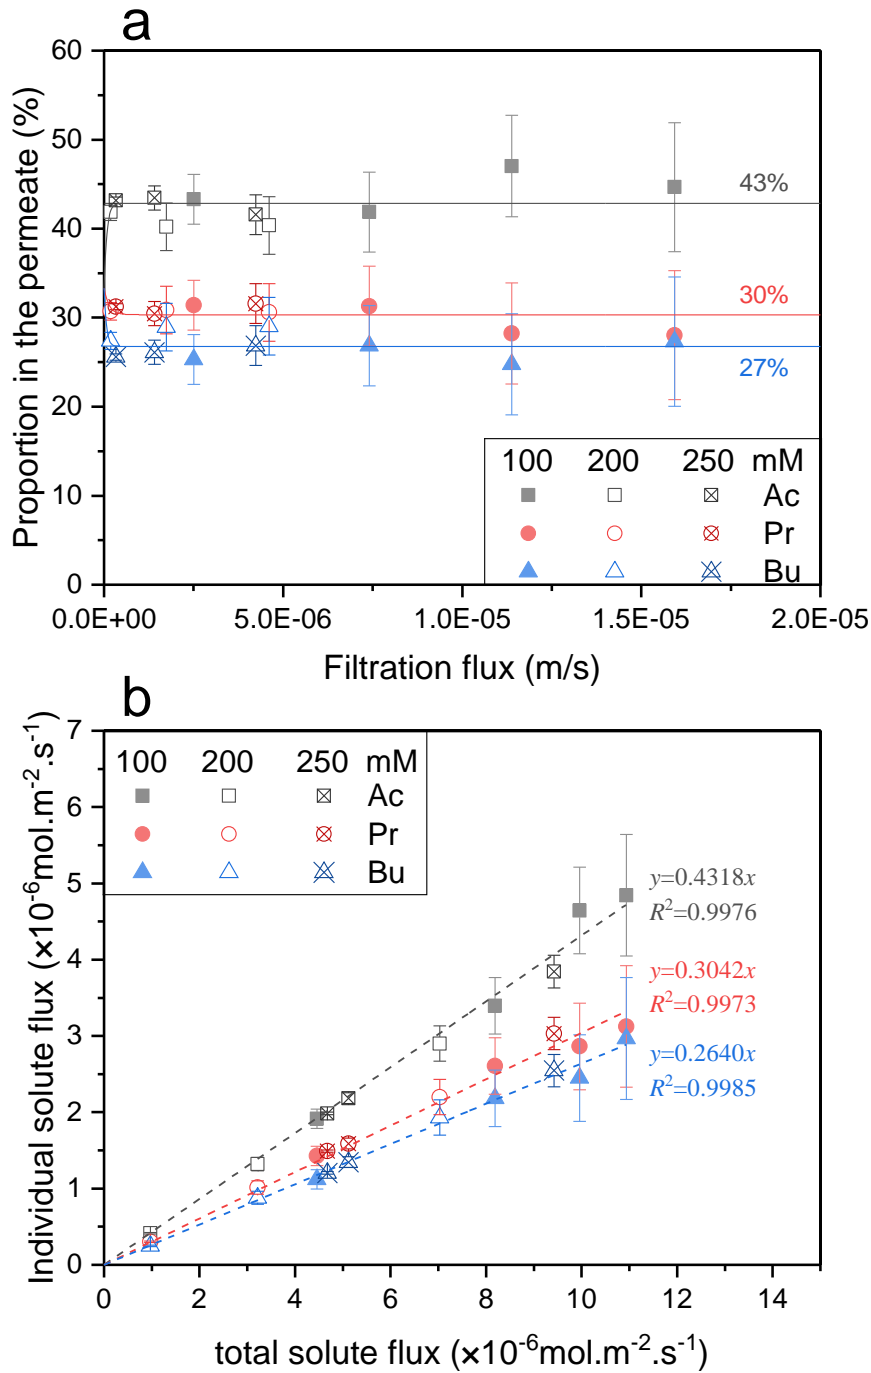 a
Proportion in the permeate (%)
60
50
40
30
20
10
0
43%
30%
27%
100 200 250 mM
Ac
Pr
Bu
0.0E+00 5.0E-06 1.0E-05 1.5E-05 2.0E-05
Filtration flux (m/s)
b
Individual solute flux (×10⁻⁶mol.m⁻².s⁻¹)
7
6
5
4
3
2
1
0
100 200 250 mM
Ac
Pr
Bu
y=0.4318x
R²=0.9976
y=0.3042x
R²=0.9973
y=0.2640x
R²=0.9985
0 2 4 6 8 10 12 14
total solute flux (×10⁻⁶mol.m⁻².s⁻¹)